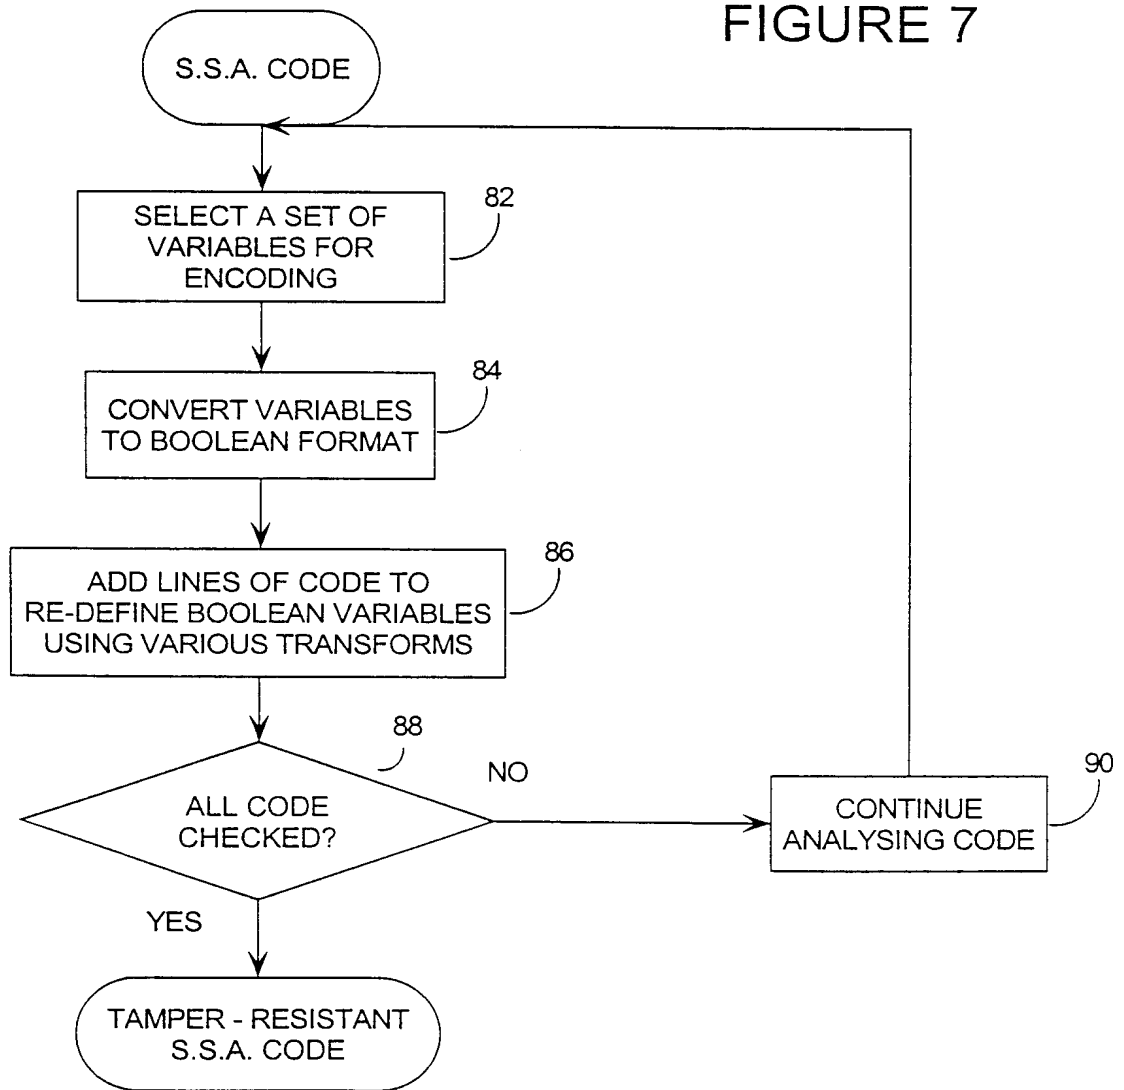 FIGURE 7
S.S.A. CODE
SELECT A SET OF
VARIABLES FOR
ENCODING
82
CONVERT VARIABLES
TO BOOLEAN FORMAT
84
ADD LINES OF CODE TO
RE-DEFINE BOOLEAN VARIABLES
USING VARIOUS TRANSFORMS
86
ALL CODE
CHECKED?
88
NO
CONTINUE
ANALYSING CODE
90
YES
TAMPER - RESISTANT
S.S.A. CODE